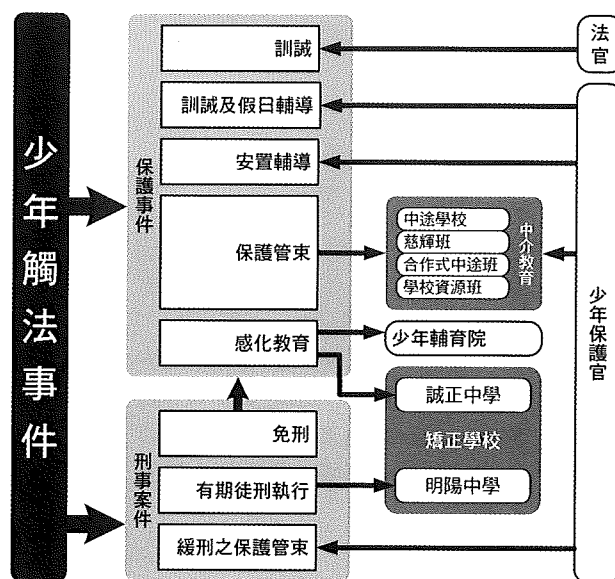 少年觸法事件
保護事件
訓誡
訓誡及假日輔導
安置輔導
保護管束
感化教育
刑事案件
免刑
有期徒刑執行
緩刑之保護管束
中途學校
慈輝班
合作式中途班
學校資源班
中介教育
少年輔育院
誠正中學
矯正學校
明陽中學
法官
少年保護官